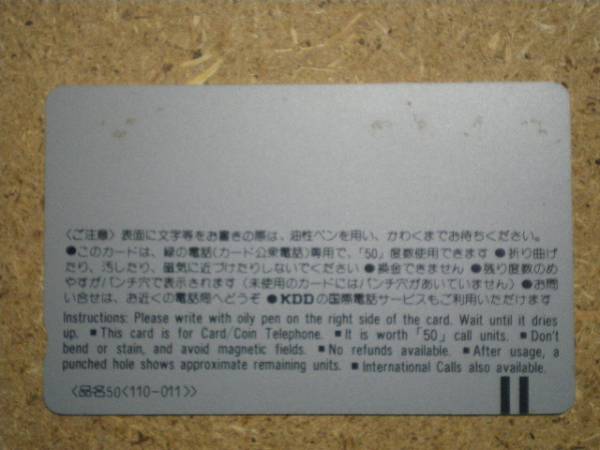 〈ご注意〉表面に文字等をお書きの際は、油性ペンを用い、かわくまでお待ちください。
●このカードは、緑の電話(カード公衆電話)専用で、「50」度数使用できます ●折り曲げ
たり、汚したり、磁気に近づけたりしないでください ●換金できません ●残り度数のめ
やすがパンチ穴で表示されます(未使用のカードにはパンチ穴があいていません) ●お問
い合せは、お近くの電話局へどうぞ ●KDDの国際電話サービスもご利用いただけます
Instructions: Please write with oily pen on the right side of the card. Wait until it dries
up. ■This card is for Card/Coin Telephone. ■It is worth「50」call units. ■Don't
bend or stain, and avoid magnetic fields. ■No refunds available. ■After usage, a
punched hole shows approximate remaining units. ■International Calls also available.
〈品名50〈110-011〉〉